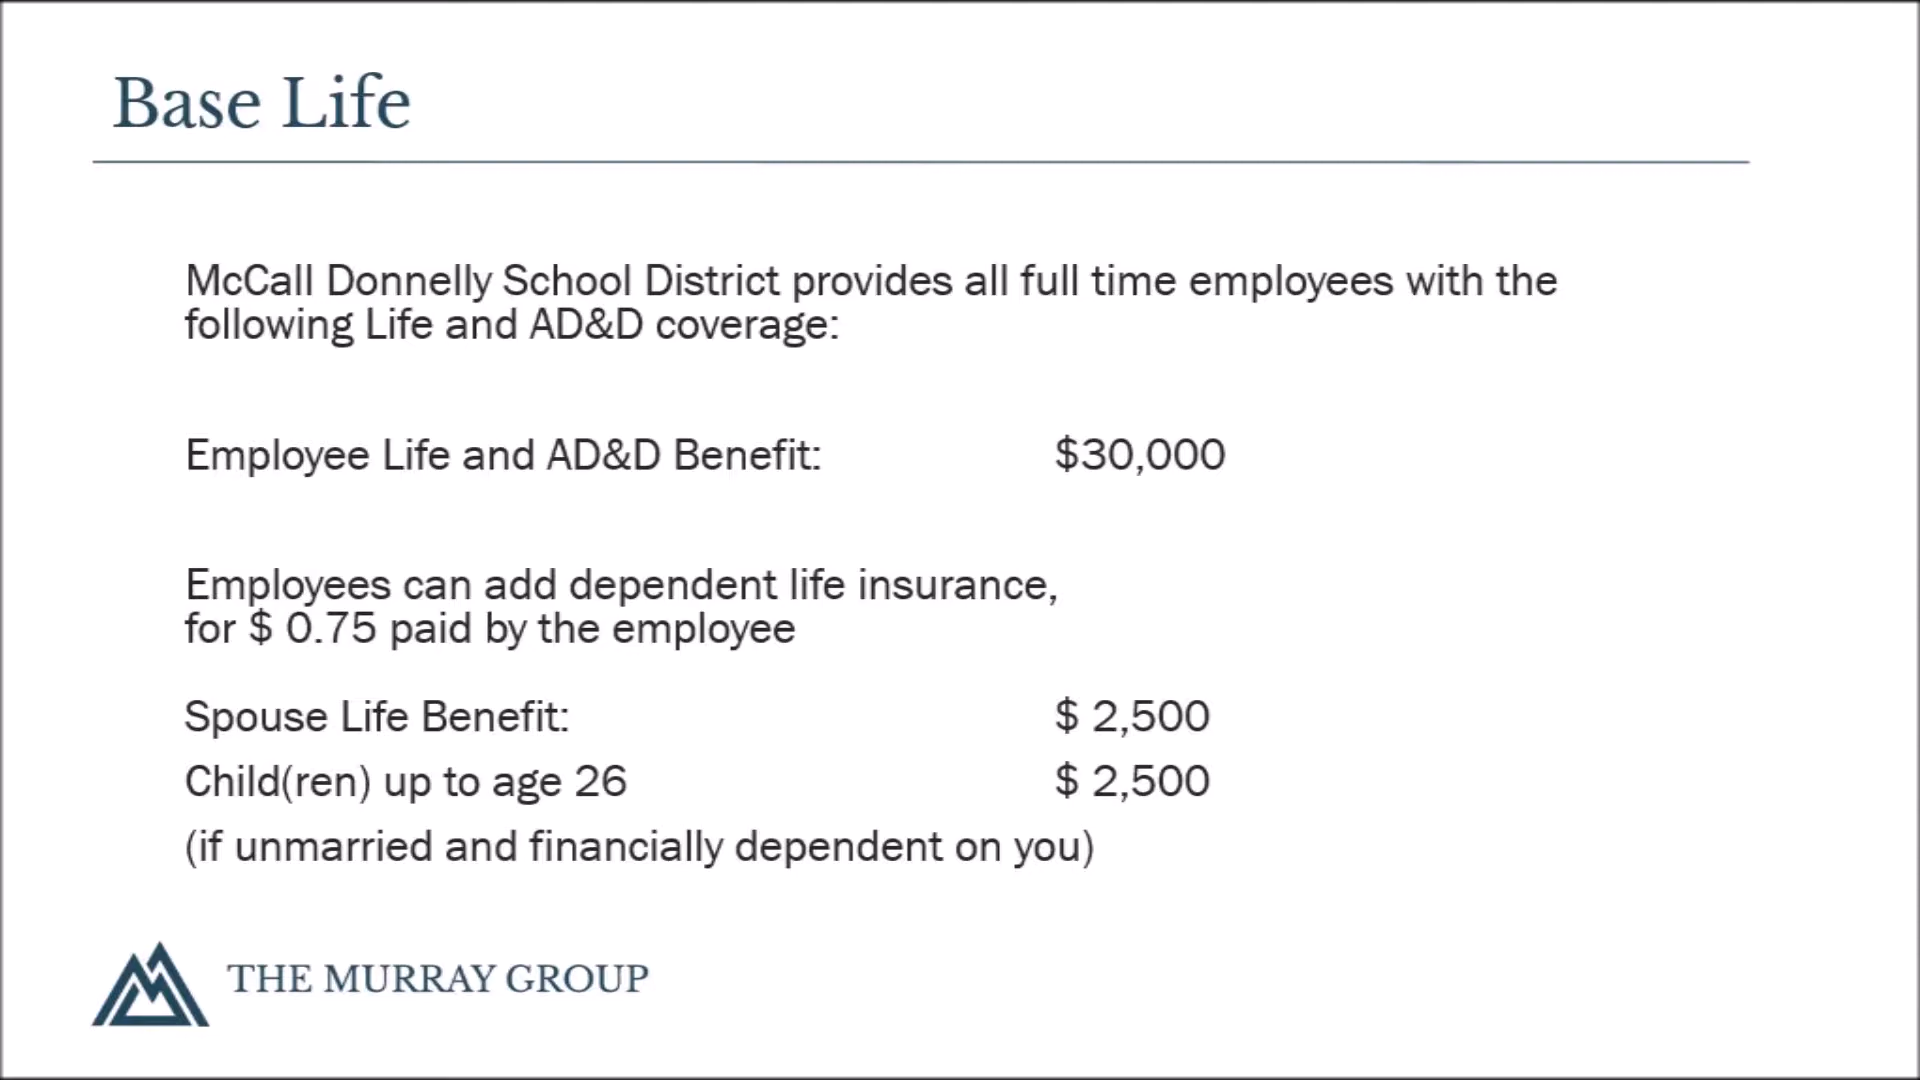 Base Life
McCall Donnelly School District provides all full time employees with the
following Life and AD&D coverage:
Employee Life and AD&D Benefit: $30,000
Employees can add dependent life insurance,
for $ 0.75 paid by the employee
Spouse Life Benefit: $ 2,500
Child(ren) up to age 26 $ 2,500
(if unmarried and financially dependent on you)
THE MURRAY GROUP